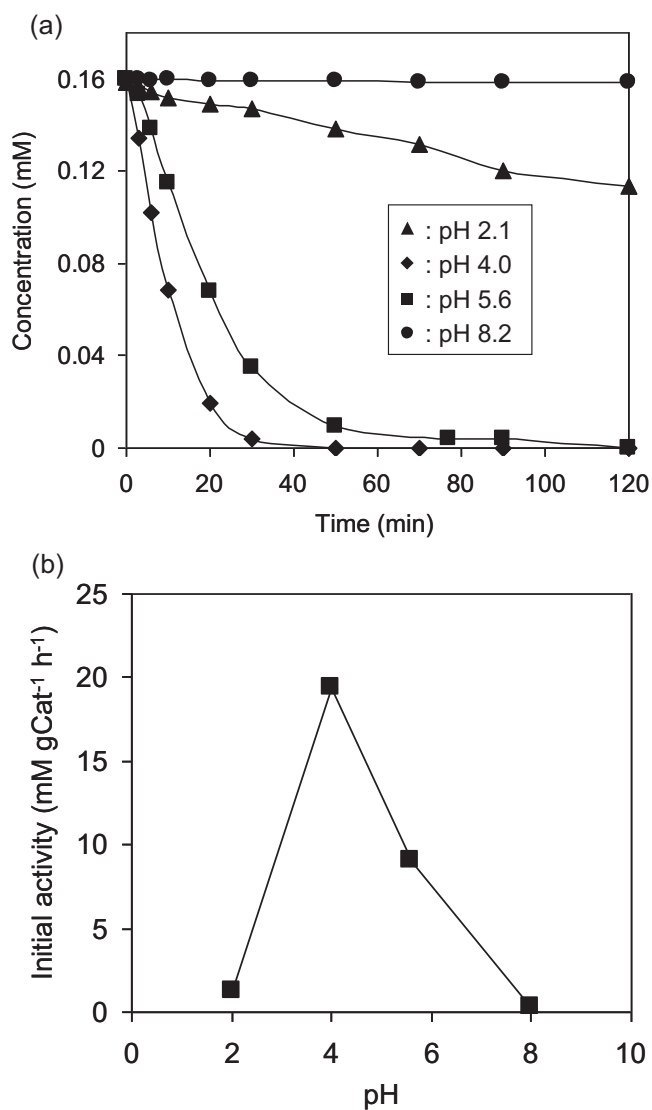 (a)
0.16
0.12
0.08
0.04
0
Concentration (mM)
▲ : pH 2.1
◆ : pH 4.0
■ : pH 5.6
● : pH 8.2
0 20 40 60 80 100 120
Time (min)
(b)
25
20
15
10
5
0
Initial activity (mM gCat⁻¹ h⁻¹)
0 2 4 6 8 10
pH